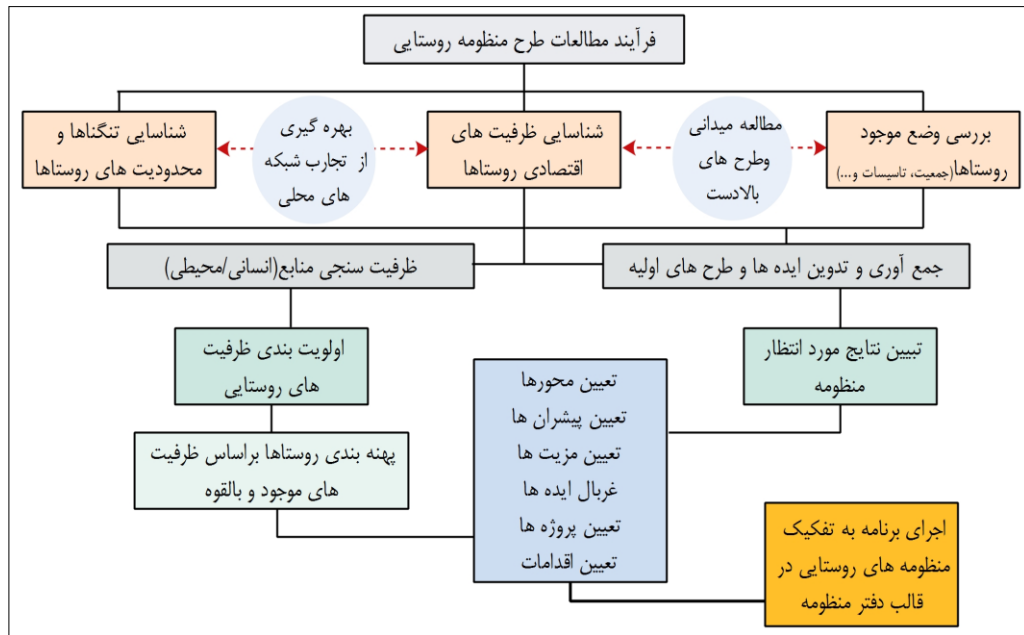 فرآیند مطالعات طرح منظومه روستایی
بررسی وضع موجود
روستاها(جمعیت، تاسیسات و...)
مطالعه میدانی
وطرح های
بالادست
شناسایی ظرفیت های
اقتصادی روستاها
بهره گیری
از تجارب شبکه
های محلی
شناسایی تنگناها و
محدودیت های روستاها
جمع آوری و تدوین ایده ها و طرح های اولیه
ظرفیت سنجی منابع(انسانی/محیطی)
تبیین نتایج مورد انتظار
منظومه
اولویت بندی ظرفیت
های روستایی
پهنه بندی روستاها براساس ظرفیت
های موجود و بالقوه
تعیین محورها
تعیین پیشران ها
تعیین مزیت ها
غربال ایده ها
تعیین پروژه ها
تعیین اقدامات
اجرای برنامه به تفکیک
منظومه های روستایی در
قالب دفتر منظومه